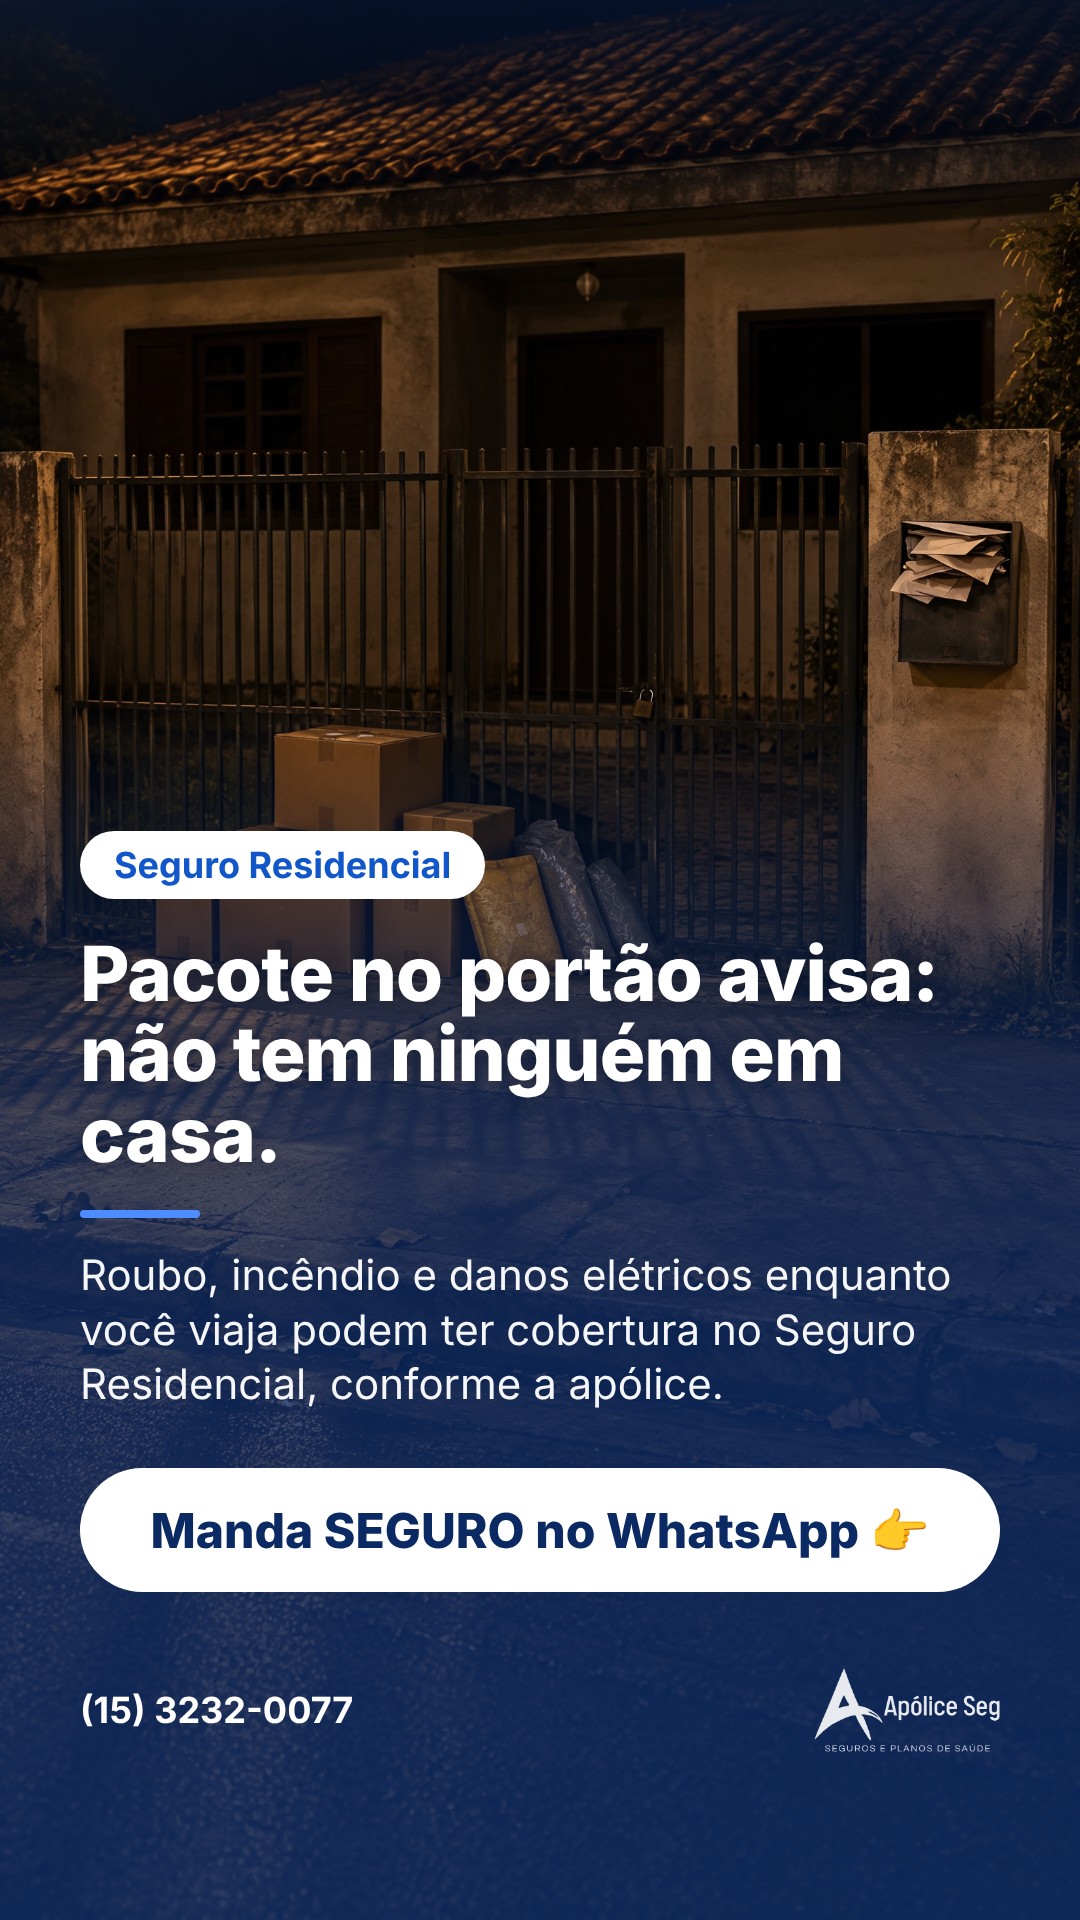 Seguro Residencial
Pacote no portão avisa:
não tem ninguém em
casa.
Roubo, incêndio e danos elétricos enquanto
você viaja podem ter cobertura no Seguro
Residencial, conforme a apólice.
Manda SEGURO no WhatsApp 👉
(15) 3232-0077
Apólice Seg
SEGUROS E PLANOS DE SAÚDE